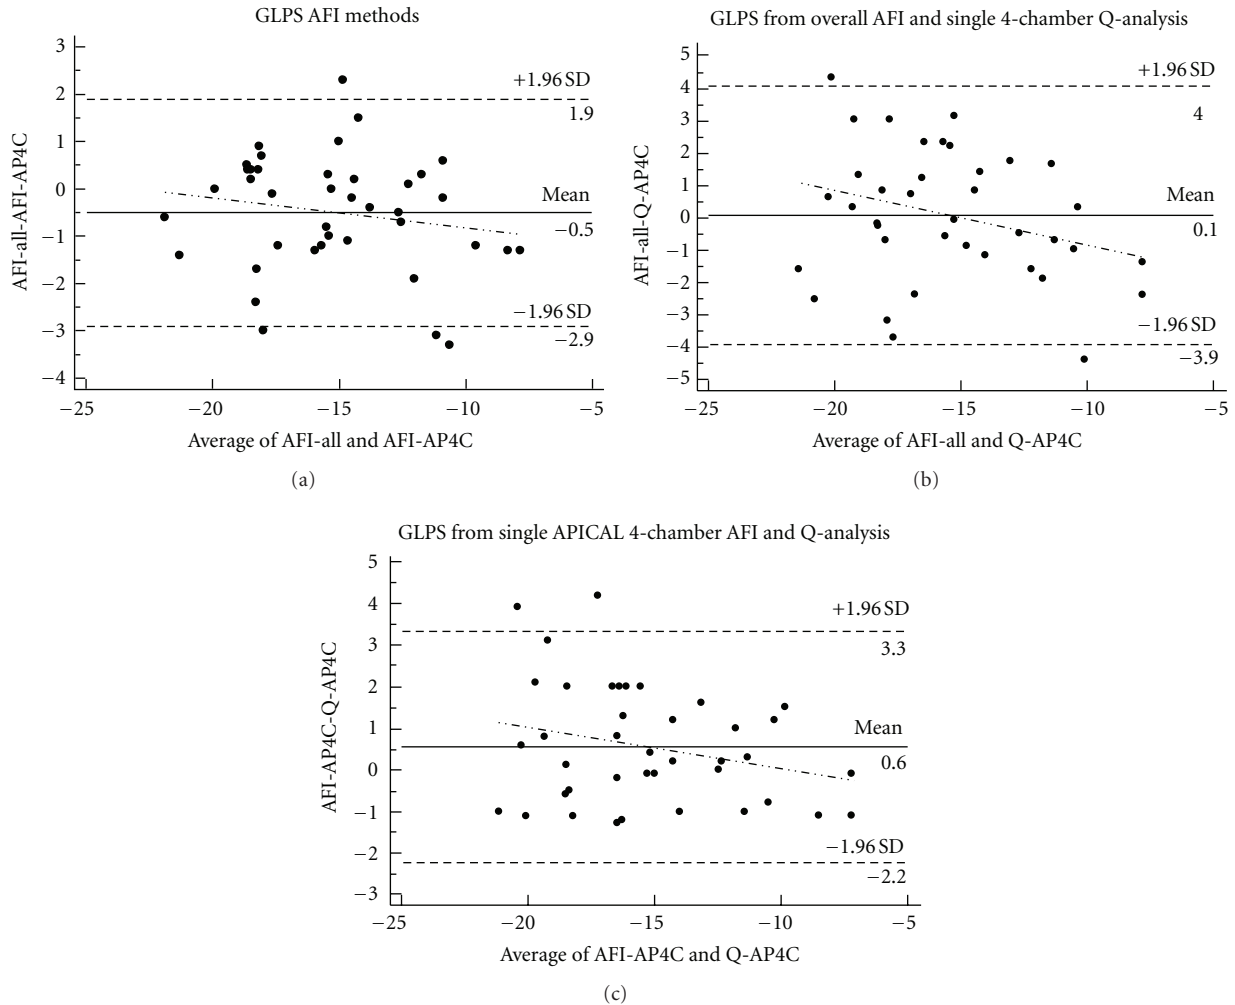 GLPS AFI methods
3
2
1
0
−1
−2
−3
−4
AFI-all-AFI-AP4C
+1.96 SD
1.9
Mean
−0.5
−1.96 SD
−2.9
−25
−20
−15
−10
−5
Average of AFI-all and AFI-AP4C
(a)
GLPS from overall AFI and single 4-chamber Q-analysis
5
4
3
2
1
0
−1
−2
−3
−4
−5
AFI-all-Q-AP4C
+1.96 SD
4
Mean
0.1
−1.96 SD
−3.9
−25
−20
−15
−10
−5
Average of AFI-all and Q-AP4C
(b)
GLPS from single APICAL 4-chamber AFI and Q-analysis
5
4
3
2
1
0
−1
−2
−3
AFI-AP4C-Q-AP4C
+1.96 SD
3.3
Mean
0.6
−1.96 SD
−2.2
−25
−20
−15
−10
−5
Average of AFI-AP4C and Q-AP4C
(c)